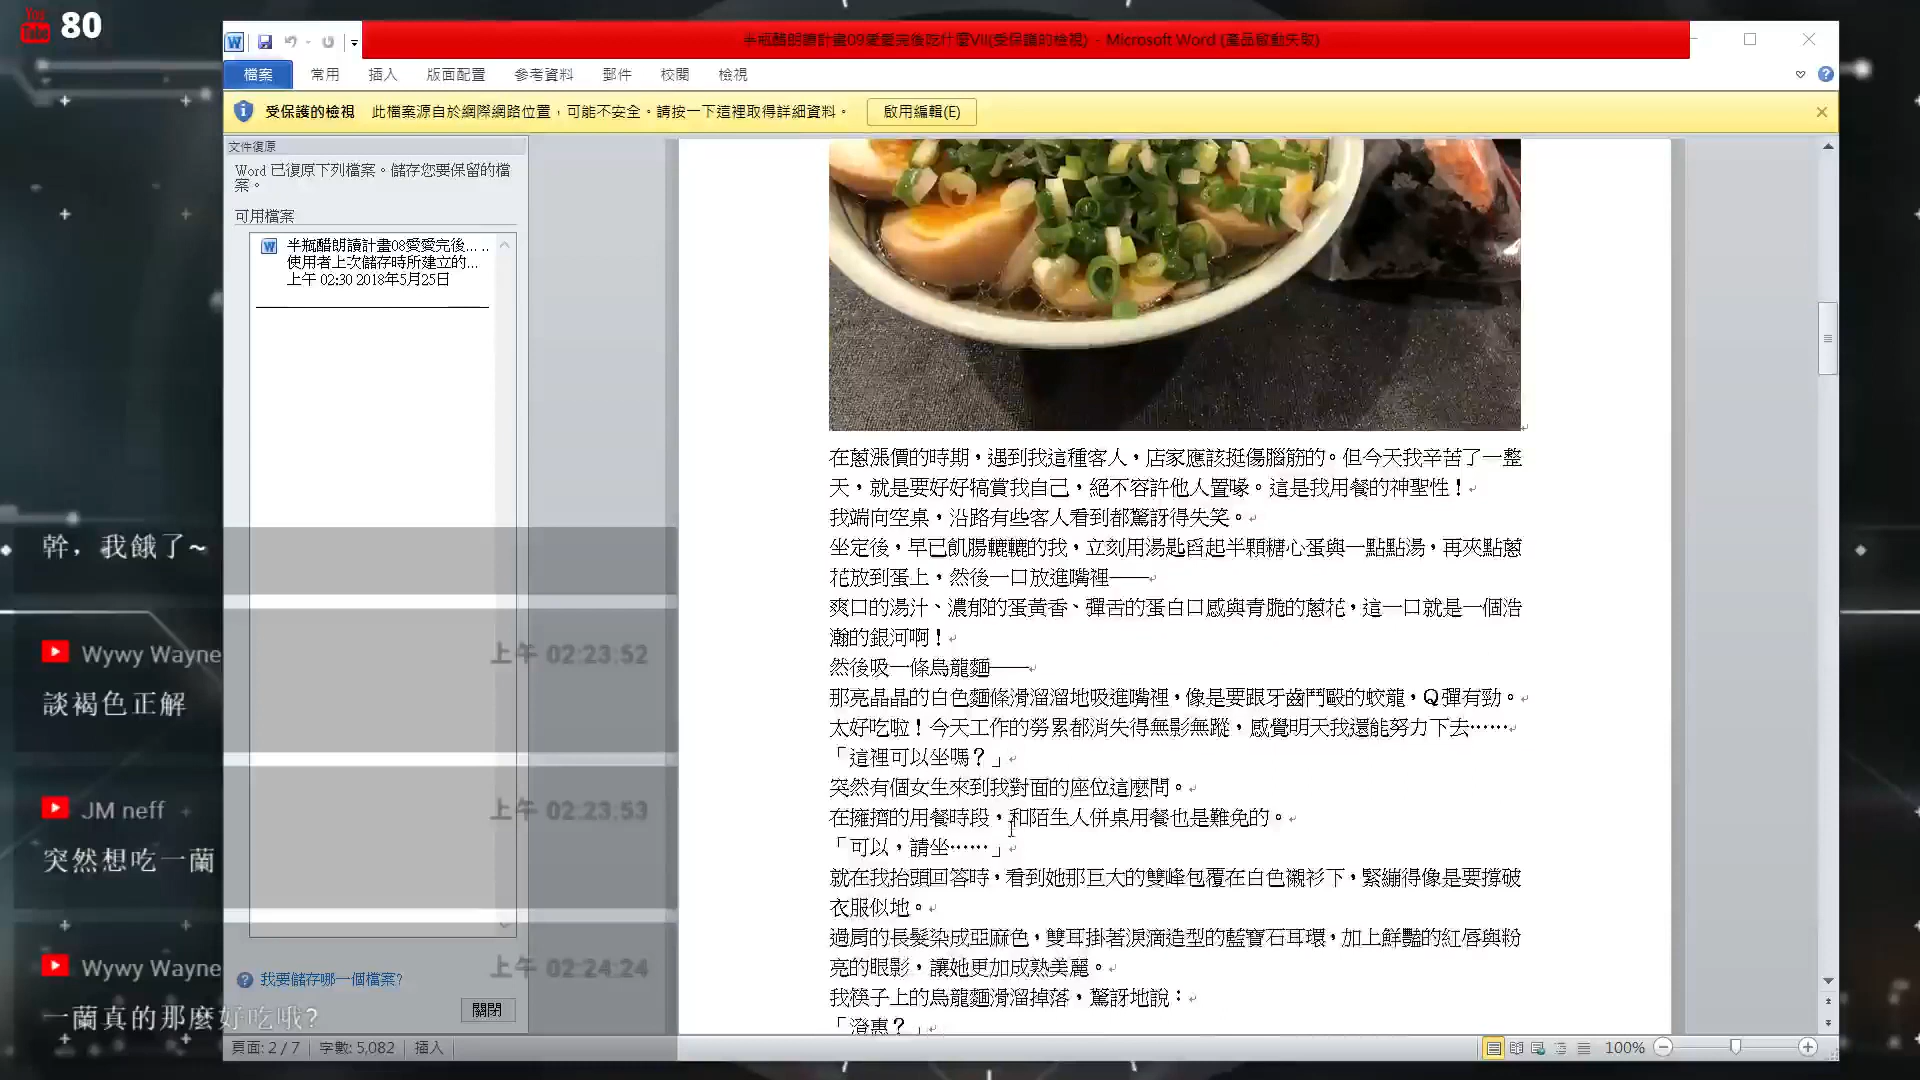 You
Tube 80
半瓶醋朗讀計畫09愛愛完後吃什麼VII(受保護的檢視) - Microsoft Word (產品啟動失敗)
檔案 常用 插入 版面配置 參考資料 郵件 校閱 檢視
受保護的檢視 此檔案源自於網際網路位置，可能不安全。請按一下這裡取得詳細資料。 啟用編輯(E)
文件復原
Word 已復原下列檔案。儲存您要保留的檔
案。
可用檔案
半瓶醋朗讀計畫08愛愛完後... ..
使用者上次儲存時所建立的...
上午 02:30 2018年5月25日
幹，我餓了~
Wywy Wayne 上午 02:23:52
談褐色正解
JM neff 上午 02:23:53
突然想吃一蘭
Wywy Wayne 上午 02:24:24
一蘭真的那麼好吃哦?
我要儲存哪一個檔案?
關閉
在蔥漲價的時期，遇到我這種客人，店家應該挺傷腦筋的。但今天我辛苦了一整
天，就是要好好犒賞我自己，絕不容許他人置喙。這是我用餐的神聖性！
我端向空桌，沿路有些客人看到都驚訝得失笑。
坐定後，早已飢腸轆轆的我，立刻用湯匙舀起半顆糖心蛋與一點點湯，再夾點蔥
花放到蛋上，然後一口放進嘴裡——
爽口的湯汁、濃郁的蛋黃香、彈舌的蛋白口感與青脆的蔥花，這一口就是一個浩
瀚的銀河啊！
然後吸一條烏龍麵——
那亮晶晶的白色麵條滑溜溜地吸進嘴裡，像是要跟牙齒鬥毆的蛟龍，Q彈有勁。
太好吃啦！今天工作的勞累都消失得無影無蹤，感覺明天我還能努力下去……
「這裡可以坐嗎？」
突然有個女生來到我對面的座位這麼問。
在擁擠的用餐時段，和陌生人併桌用餐也是難免的。
「可以，請坐……」
就在我抬頭回答時，看到她那巨大的雙峰包覆在白色襯衫下，緊繃得像是要撐破
衣服似地。
過肩的長髮染成亞麻色，雙耳掛著淚滴造型的藍寶石耳環，加上鮮豔的紅唇與粉
亮的眼影，讓她更加成熟美麗。
我筷子上的烏龍麵滑溜掉落，驚訝地說：
「澄惠？」
頁面: 2 / 7 字數: 5,082 插入 100%